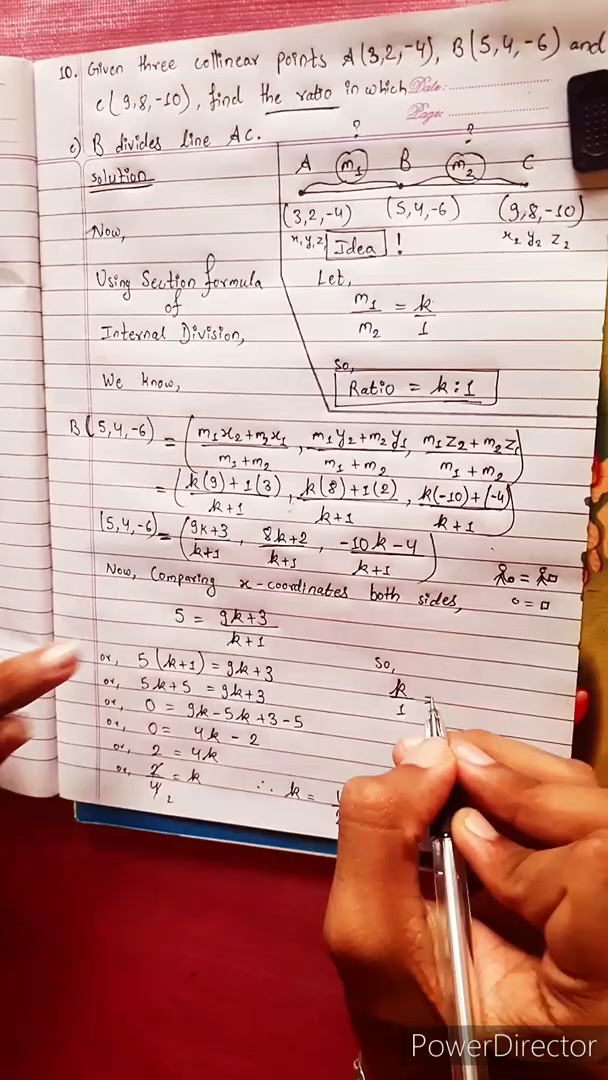 10. Given three collinear points A(3,2,-4), B(5,4,-6) and
C(9,8,-10), find the ratio in which
Date:
Page:
c) B divides line AC.
solution
? ?
A m₁ B m₂ C
(3,2,-4) (5,4,-6) (9,8,-10)
x₁ y₁ z₁ x₂ y₂ z₂
Idea !
Now,
Using Section formula
of
Internal Division,
We know,
Let,
m₁/m₂ = k/1
So,
Ratio = k:1
B(5,4,-6) = (m₁x₂+m₂x₁/m₁+m₂, m₁y₂+m₂y₁/m₁+m₂, m₁z₂+m₂z₁/m₁+m₂)
= (k(9)+1(3)/k+1, k(8)+1(2)/k+1, k(-10)+(-4)/k+1)
(5,4,-6) = (9k+3/k+1, 8k+2/k+1, -10k-4/k+1)
Now, Comparing x-coordinates both sides,
5 = 9k+3/k+1
or, 5(k+1) = 9k+3
or, 5k+5 = 9k+3
or, 0 = 9k-5k+3-5
or, 0 = 4k-2
or, 2 = 4k
or, 2/4 2 = k
∴ k =
So,
k/1
PowerDirector